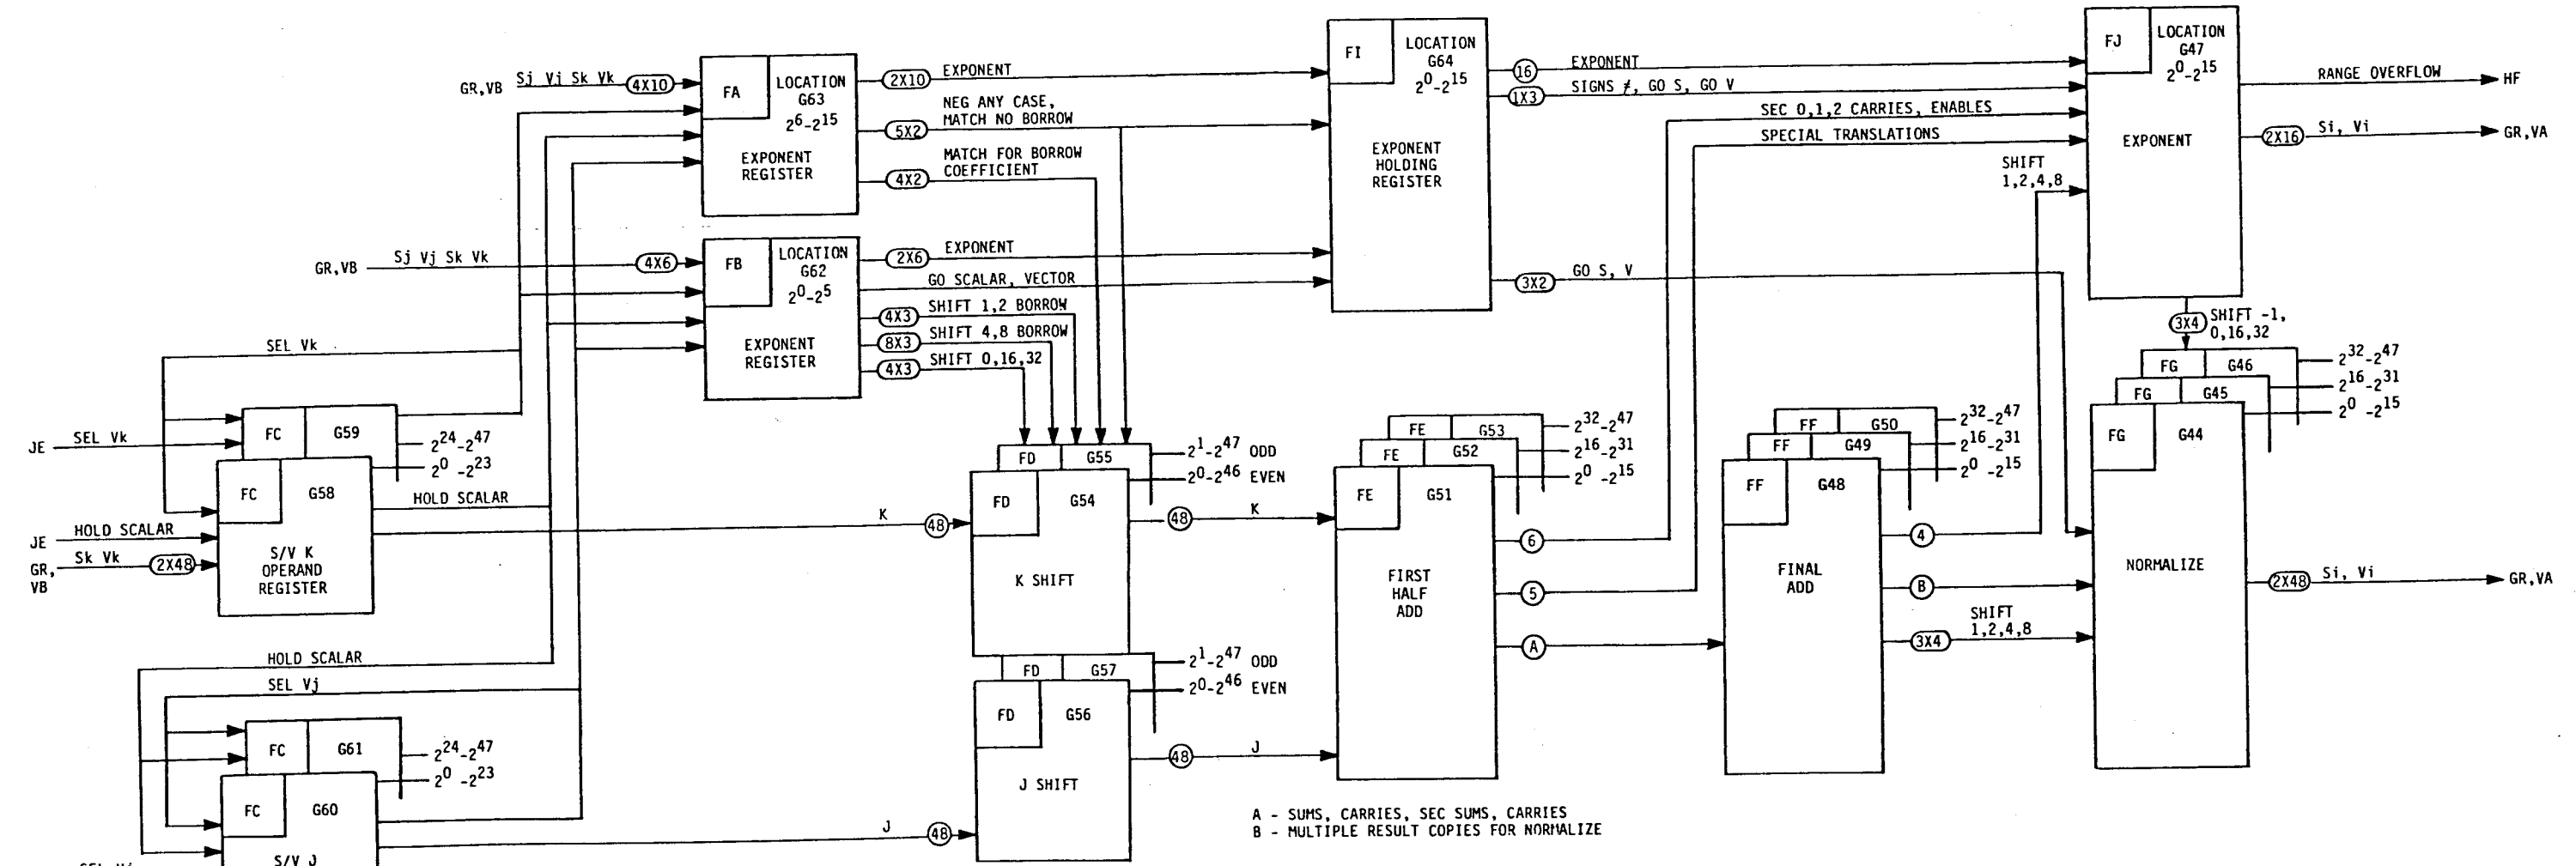 GR,VB Sj Vj Sk Vk 4X10
FA LOCATION
G63
2^6-2^15
EXPONENT
REGISTER
2X10 EXPONENT
NEG ANY CASE,
5X2 MATCH NO BORROW
MATCH FOR BORROW
4X2 COEFFICIENT
GR,VB Sj Vj Sk Vk 4X6
FB LOCATION
G62
2^0-2^5
EXPONENT
REGISTER
2X6 EXPONENT
GO SCALAR, VECTOR
4X3 SHIFT 1,2 BORROW
8X3 SHIFT 4,8 BORROW
4X3 SHIFT 0,16,32
FI LOCATION
G64
2^0-2^15
EXPONENT
HOLDING
REGISTER
16 EXPONENT
1X3 SIGNS ≠, GO S, GO V
SEC 0,1,2 CARRIES, ENABLES
SPECIAL TRANSLATIONS
SHIFT
1,2,4,8
3X2 GO S, V
FJ LOCATION
G47
2^0-2^15
EXPONENT
RANGE OVERFLOW HF
2X16 Si, Vi GR,VA
3X4 SHIFT -1,
0,16,32
SEL Vk
JE SEL Vk
FC G59
2^24-2^47
2^0 -2^23
FC G58
S/V K
OPERAND
REGISTER
HOLD SCALAR
JE HOLD SCALAR
GR,
VB
Sk Vk 2X48
K 48
HOLD SCALAR
SEL Vj
FC G61
2^24-2^47
2^0 -2^23
FC G60
S/V J
J 48
FD G55
2^1-2^47 ODD
2^0-2^46 EVEN
FD G54
K SHIFT
48 K
FD G57
2^1-2^47 ODD
2^0-2^46 EVEN
FD G56
J SHIFT
48 J
FE G53
2^32-2^47
FE G52
2^16-2^31
2^0 -2^15
FE G51
FIRST
HALF
ADD
6
5
A
FF G50
2^32-2^47
FF G49
2^16-2^31
2^0 -2^15
FF G48
FINAL
ADD
4
B
SHIFT
1,2,4,8
3X4
FG G46
2^32-2^47
FG G45
2^16-2^31
2^0 -2^15
FG G44
NORMALIZE
2X48 Si, Vi GR,VA
A - SUMS, CARRIES, SEC SUMS, CARRIES
B - MULTIPLE RESULT COPIES FOR NORMALIZE